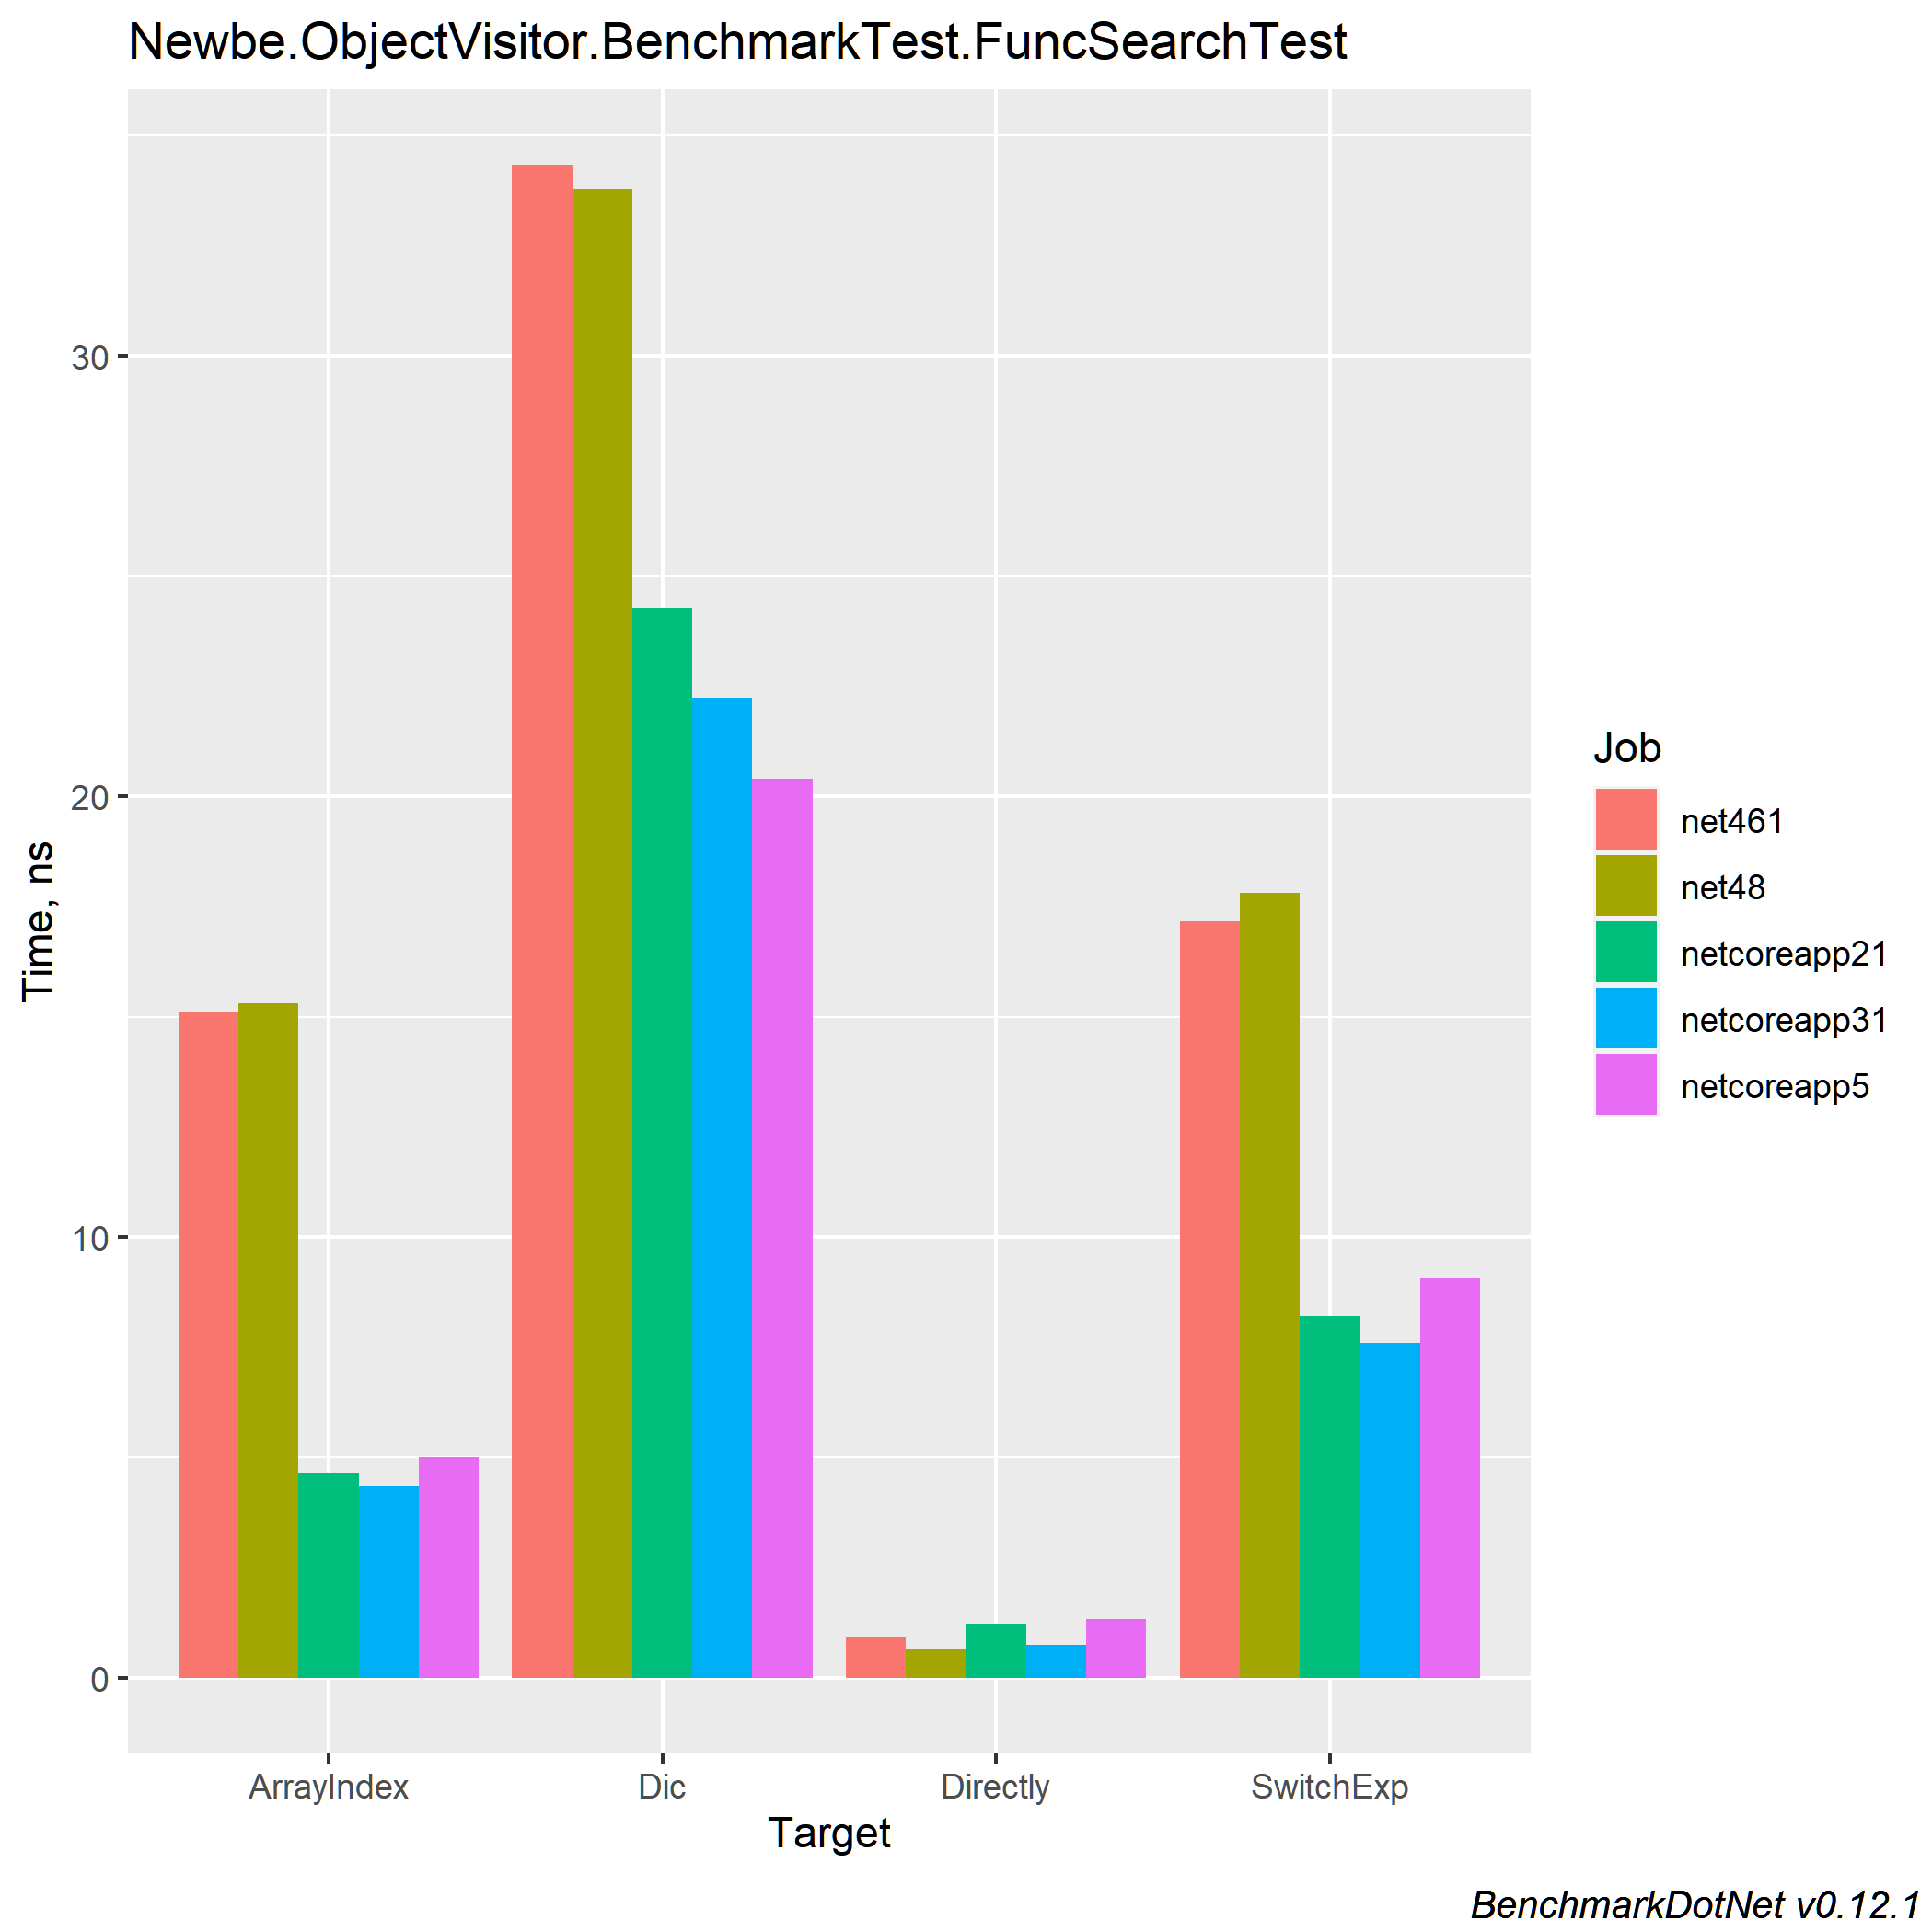 Newbe.ObjectVisitor.BenchmarkTest.FuncSearchTest
30
20
10
0
Time, ns
ArrayIndex Dic Directly SwitchExp
Target
Job
net461
net48
netcoreapp21
netcoreapp31
netcoreapp5
BenchmarkDotNet v0.12.1